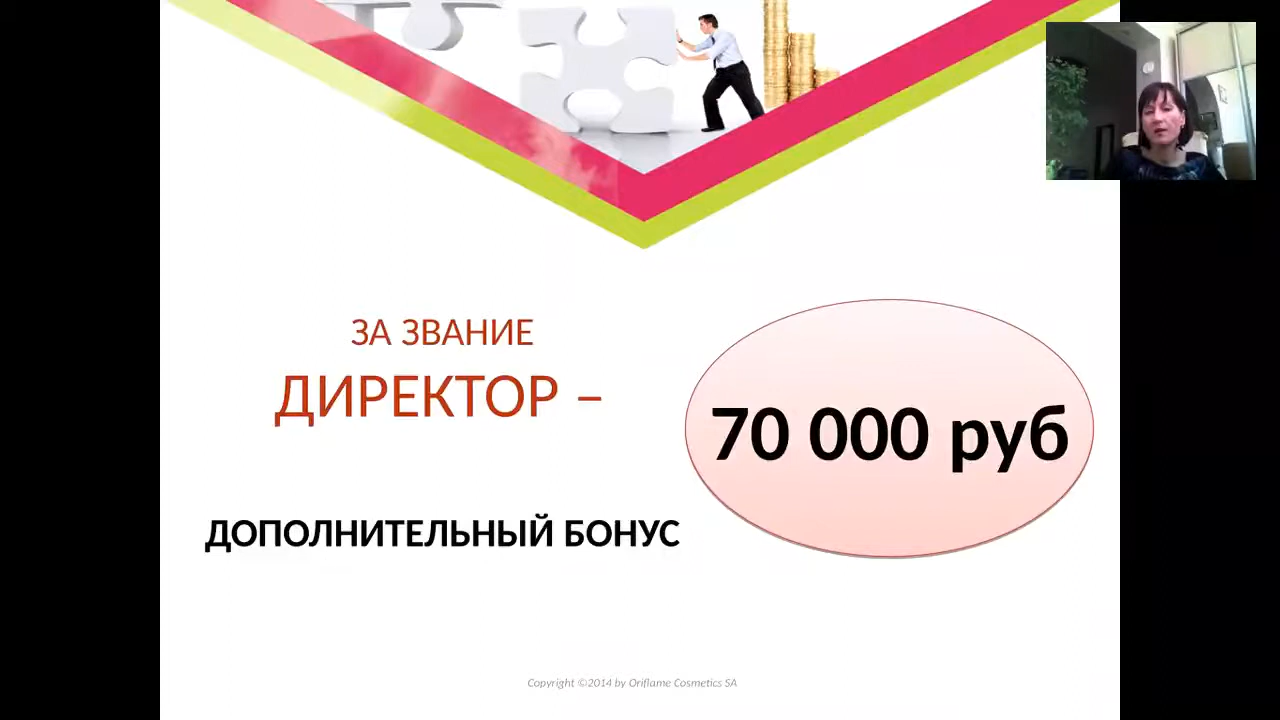 ЗА ЗВАНИЕ
ДИРЕКТОР –
70 000 руб
ДОПОЛНИТЕЛЬНЫЙ БОНУС
Copyright ©2014 by Oriflame Cosmetics SA